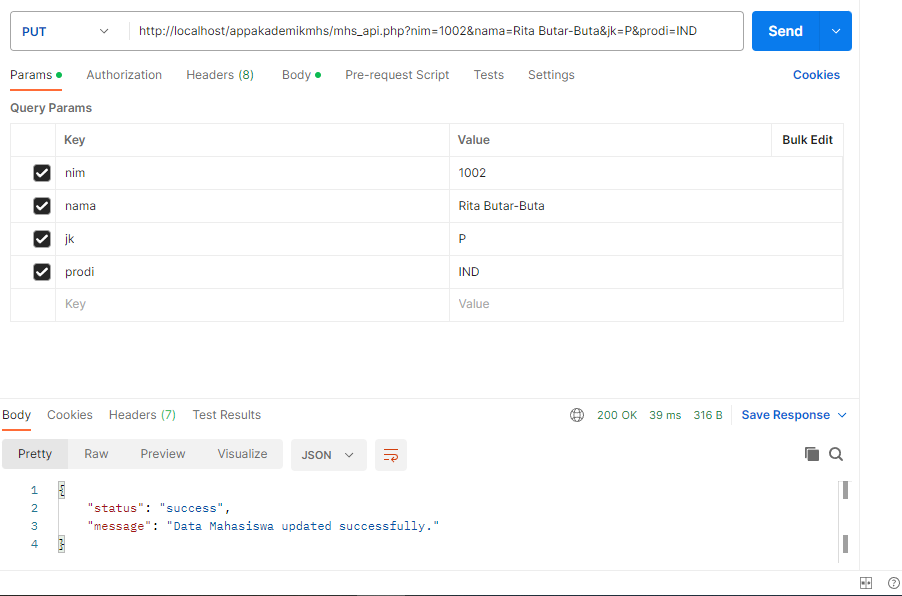 PUT http://localhost/appakademikmhs/mhs_api.php?nim=1002&nama=Rita Butar-Buta&jk=P&prodi=IND Send
Params Authorization Headers (8) Body Pre-request Script Tests Settings Cookies
Query Params
Key Value Bulk Edit
nim 1002
nama Rita Butar-Buta
jk P
prodi IND
Key Value
Body Cookies Headers (7) Test Results 200 OK 39 ms 316 B Save Response
Pretty Raw Preview Visualize JSON
1 {
2 "status": "success",
3 "message": "Data Mahasiswa updated successfully."
4 }